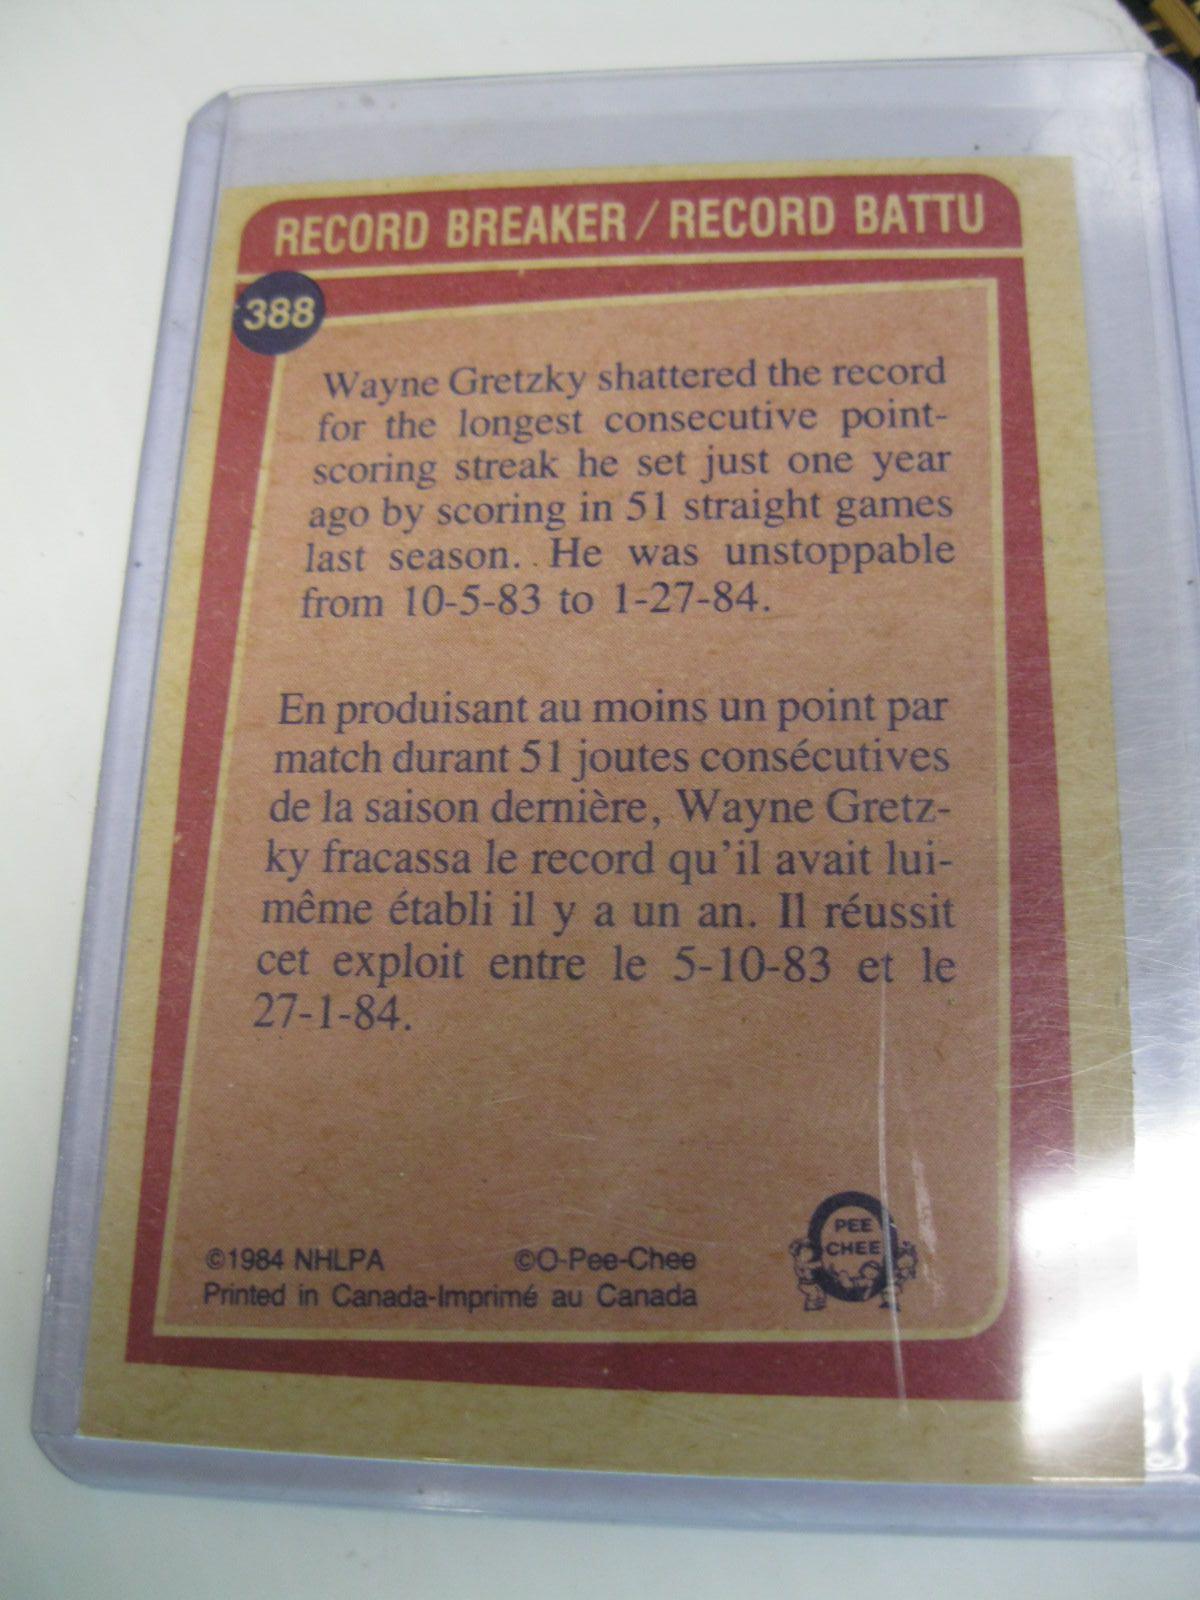 RECORD BREAKER / RECORD BATTU
388
Wayne Gretzky shattered the record
for the longest consecutive point-
scoring streak he set just one year
ago by scoring in 51 straight games
last season. He was unstoppable
from 10-5-83 to 1-27-84.
En produisant au moins un point par
match durant 51 joutes consécutives
de la saison dernière, Wayne Gretz-
ky fracassa le record qu'il avait lui-
même établi il y a un an. Il réussit
cet exploit entre le 5-10-83 et le
27-1-84.
PEE
CHEE
©1984 NHLPA ©O-Pee-Chee
Printed in Canada-Imprimé au Canada